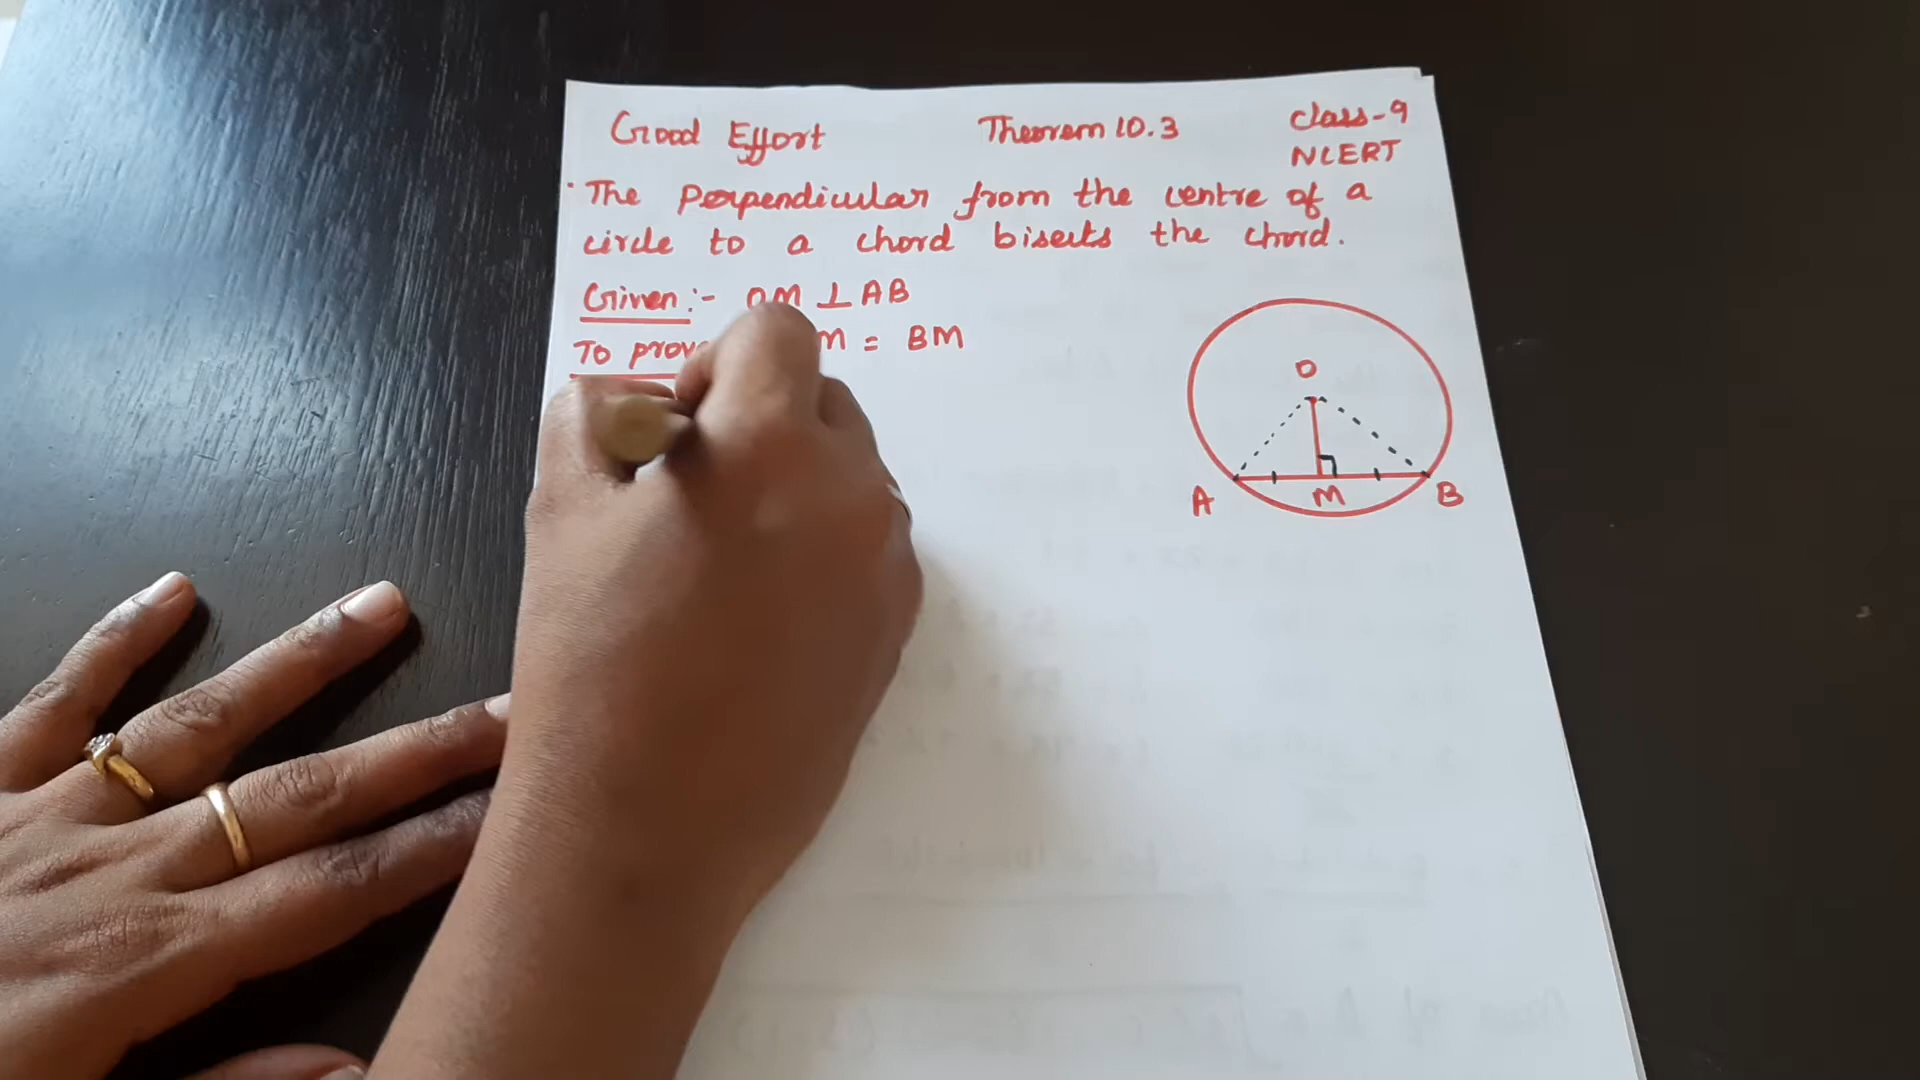 Good Effort Theorem 10.3 class-9
NCERT
The Perpendicular from the centre of a
circle to a chord bisects the chord.
Given:- OM ⊥ AB
To prove M = BM
O
A M B